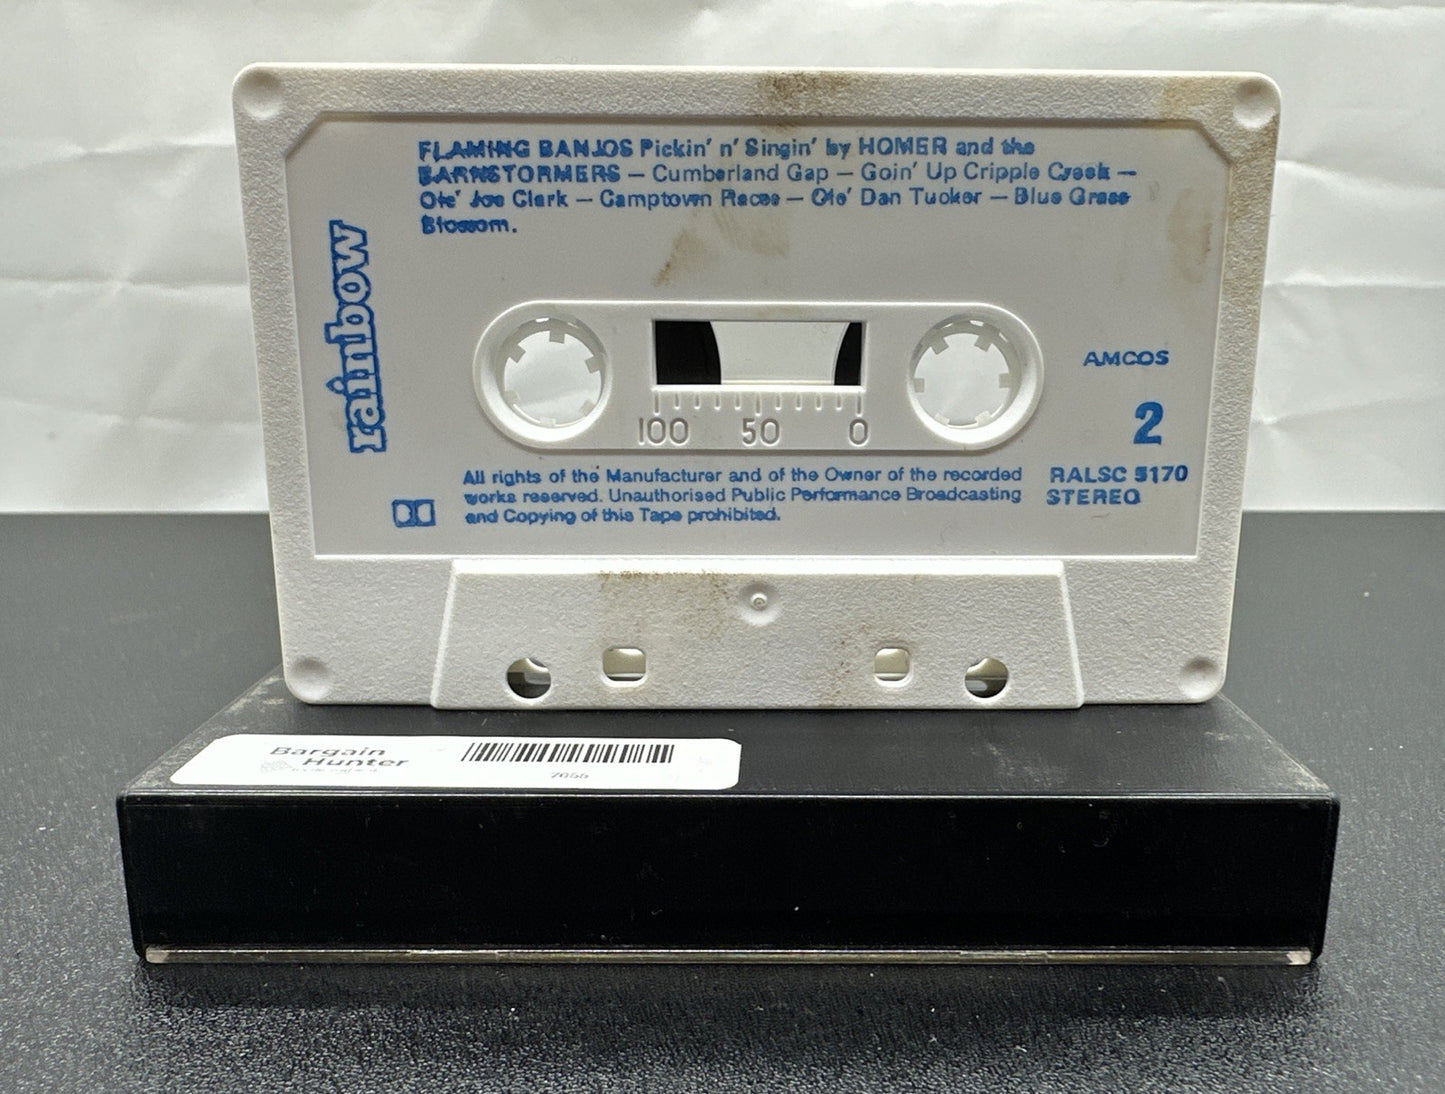 FLAMING BANJOS Pickin' n' Singin' by HOMER and the
BARNSTORMERS — Cumberland Gap — Goin' Up Cripple Creek —
Ole' Joe Clark — Camptown Races — Ole' Dan Tucker — Blue Grass
Blossom.
rainbow
100 50 0
AMCOS
2
All rights of the Manufacturer and of the Owner of the recorded
works reserved. Unauthorised Public Performance Broadcasting
and Copying of this Tape prohibited.
RALSC 5170
STEREO
Bargain
Hunter